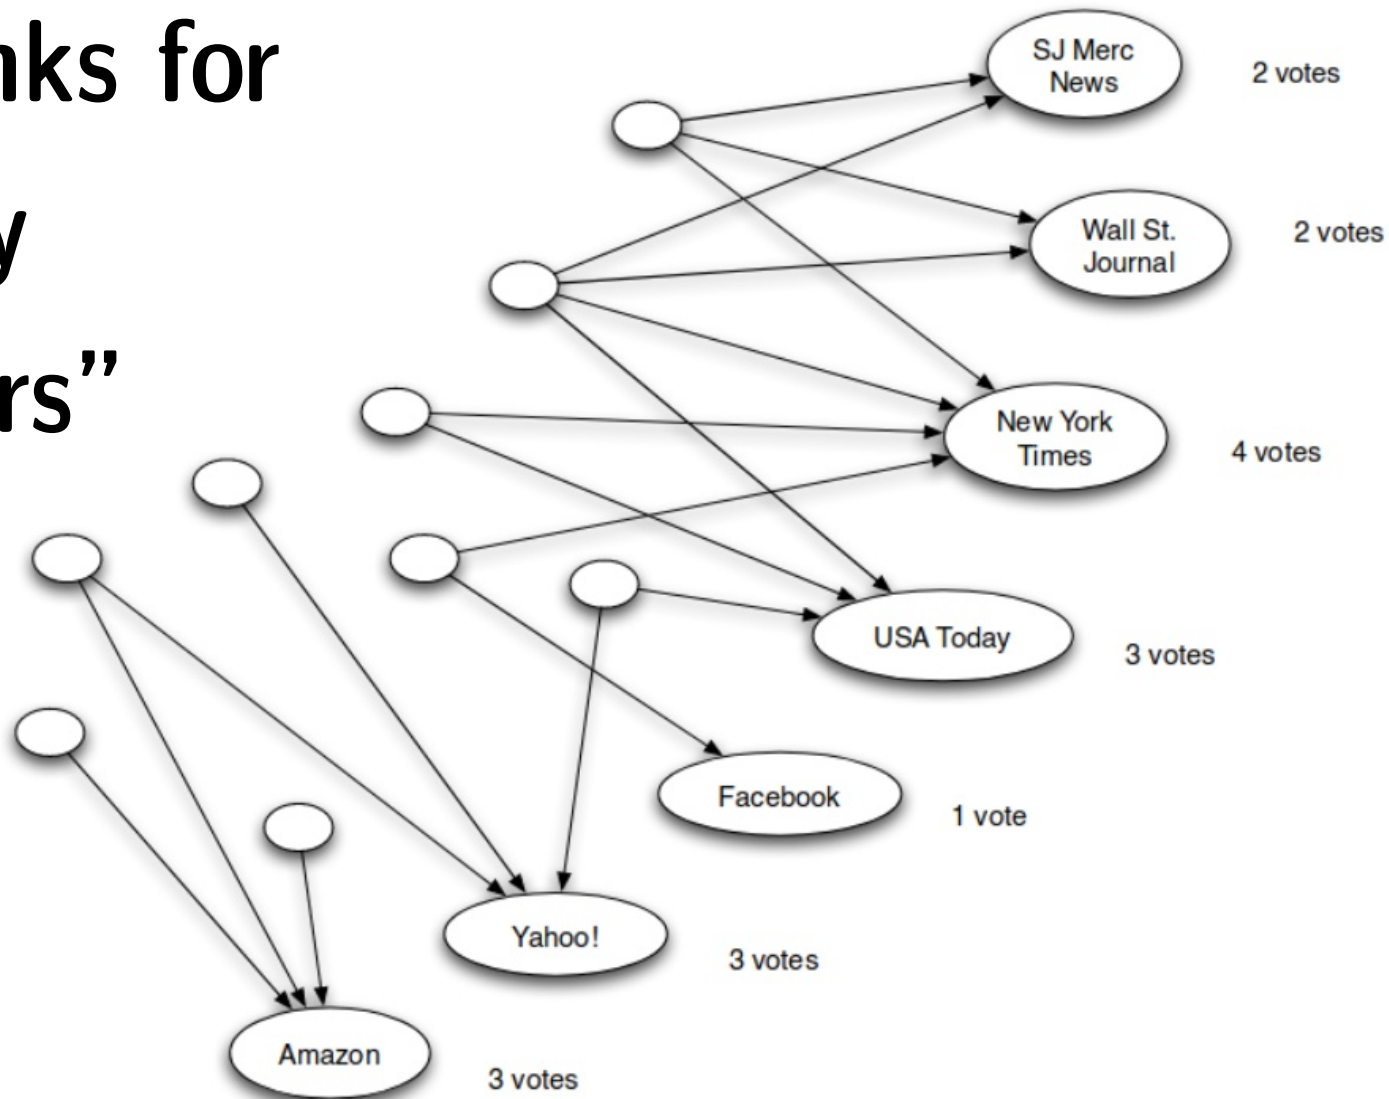 nks for
y
rs”
SJ Merc
News
2 votes
Wall St.
Journal
2 votes
New York
Times
4 votes
USA Today
3 votes
Facebook
1 vote
Yahoo!
3 votes
Amazon
3 votes